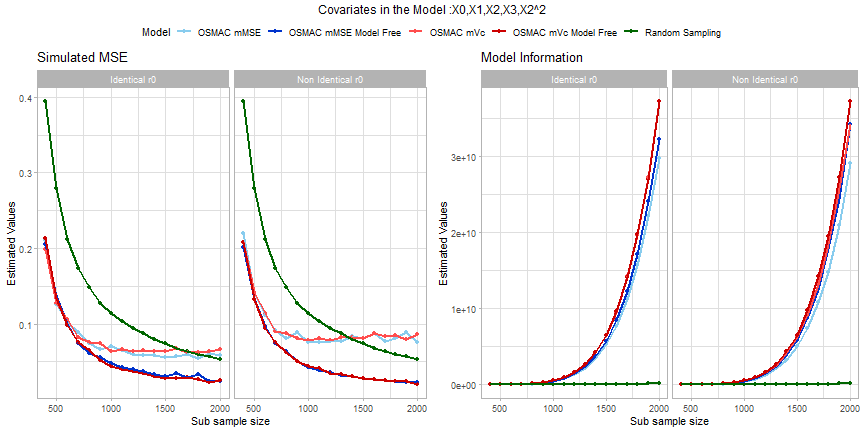 Covariates in the Model :X0,X1,X2,X3,X2^2
Model OSMAC mMSE OSMAC mMSE Model Free OSMAC mVc OSMAC mVc Model Free Random Sampling
Simulated MSE
Identical r0 Non Identical r0
Estimated Values
0.4
0.3
0.2
0.1
500 1000 1500 2000 500 1000 1500 2000
Sub sample size
Model Information
Identical r0 Non Identical r0
Estimated Values
3e+10
2e+10
1e+10
0e+00
500 1000 1500 2000 500 1000 1500 2000
Sub sample size